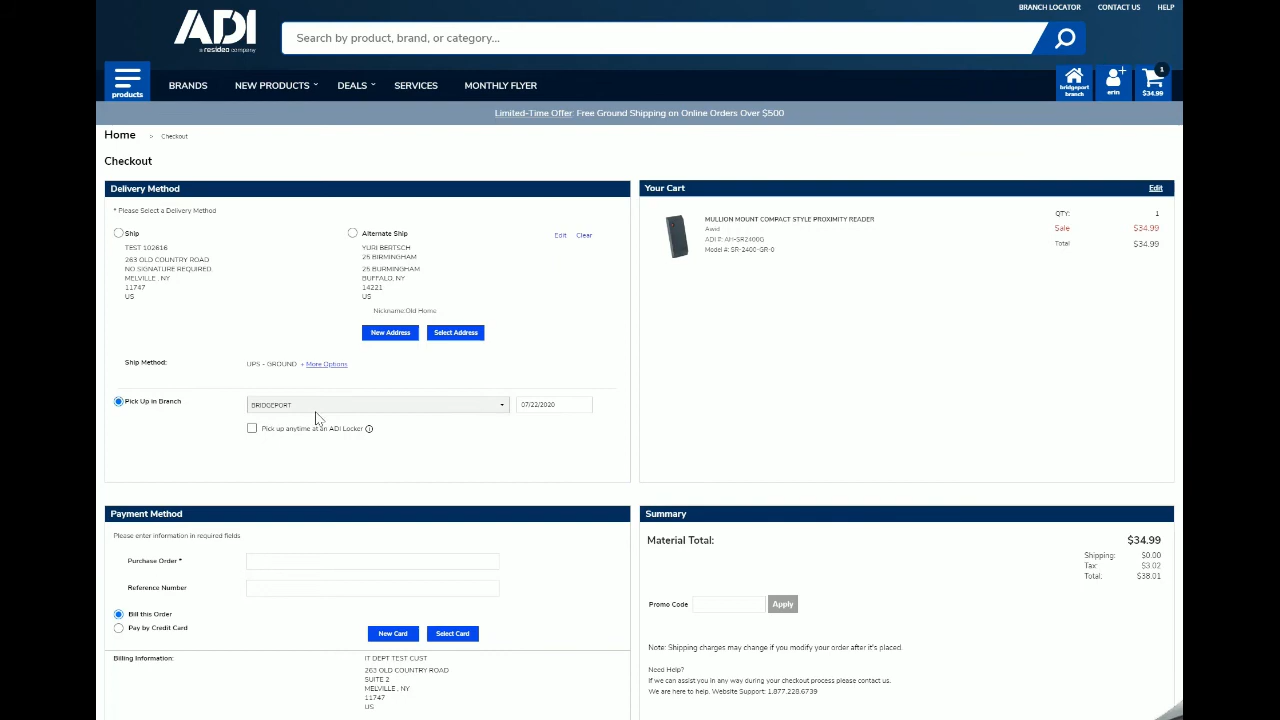 BRANCH LOCATOR CONTACT US HELP
ADI
a resideo company
Search by product, brand, or category...
products
BRANDS NEW PRODUCTS DEALS SERVICES MONTHLY FLYER
bridgeport branch
erin
1
$34.99
Limited-Time Offer Free Ground Shipping on Online Orders Over $500
Home > Checkout
Checkout
Delivery Method
* Please Select a Delivery Method
Ship
TEST 102616
263 OLD COUNTRY ROAD
NO SIGNATURE REQUIRED
MELVILLE , NY
11747
US
Alternate Ship
Edit Clear
YURI BERTSCH
25 BIRMINGHAM
25 BURMINGHAM
BUFFALO, NY
14221
US
Nickname:Old Home
New Address Select Address
Ship Method: UPS - GROUND + More Options
Pick Up in Branch BRIDGEPORT 07/22/2020
Pick up anytime at an ADI Locker
Your Cart Edit
MULLION MOUNT COMPACT STYLE PROXIMITY READER
Awid
ADI #: AH-SR2400G
Model #: SR-2400-GR-0
QTY: 1
Sale $34.99
Total $34.99
Payment Method
Please enter information in required fields
Purchase Order *
Reference Number
Bill this Order
Pay by Credit Card
New Card Select Card
Billing Information:
IT DEPT TEST CUST
263 OLD COUNTRY ROAD
SUITE 2
MELVILLE , NY
11747
US
Summary
Material Total: $34.99
Shipping: $0.00
Tax: $3.02
Total: $38.01
Promo Code Apply
Note: Shipping charges may change if you modify your order after it's placed.
Need Help?
If we can assist you in any way during your checkout process please contact us.
We are here to help. Website Support: 1.877.228.6739